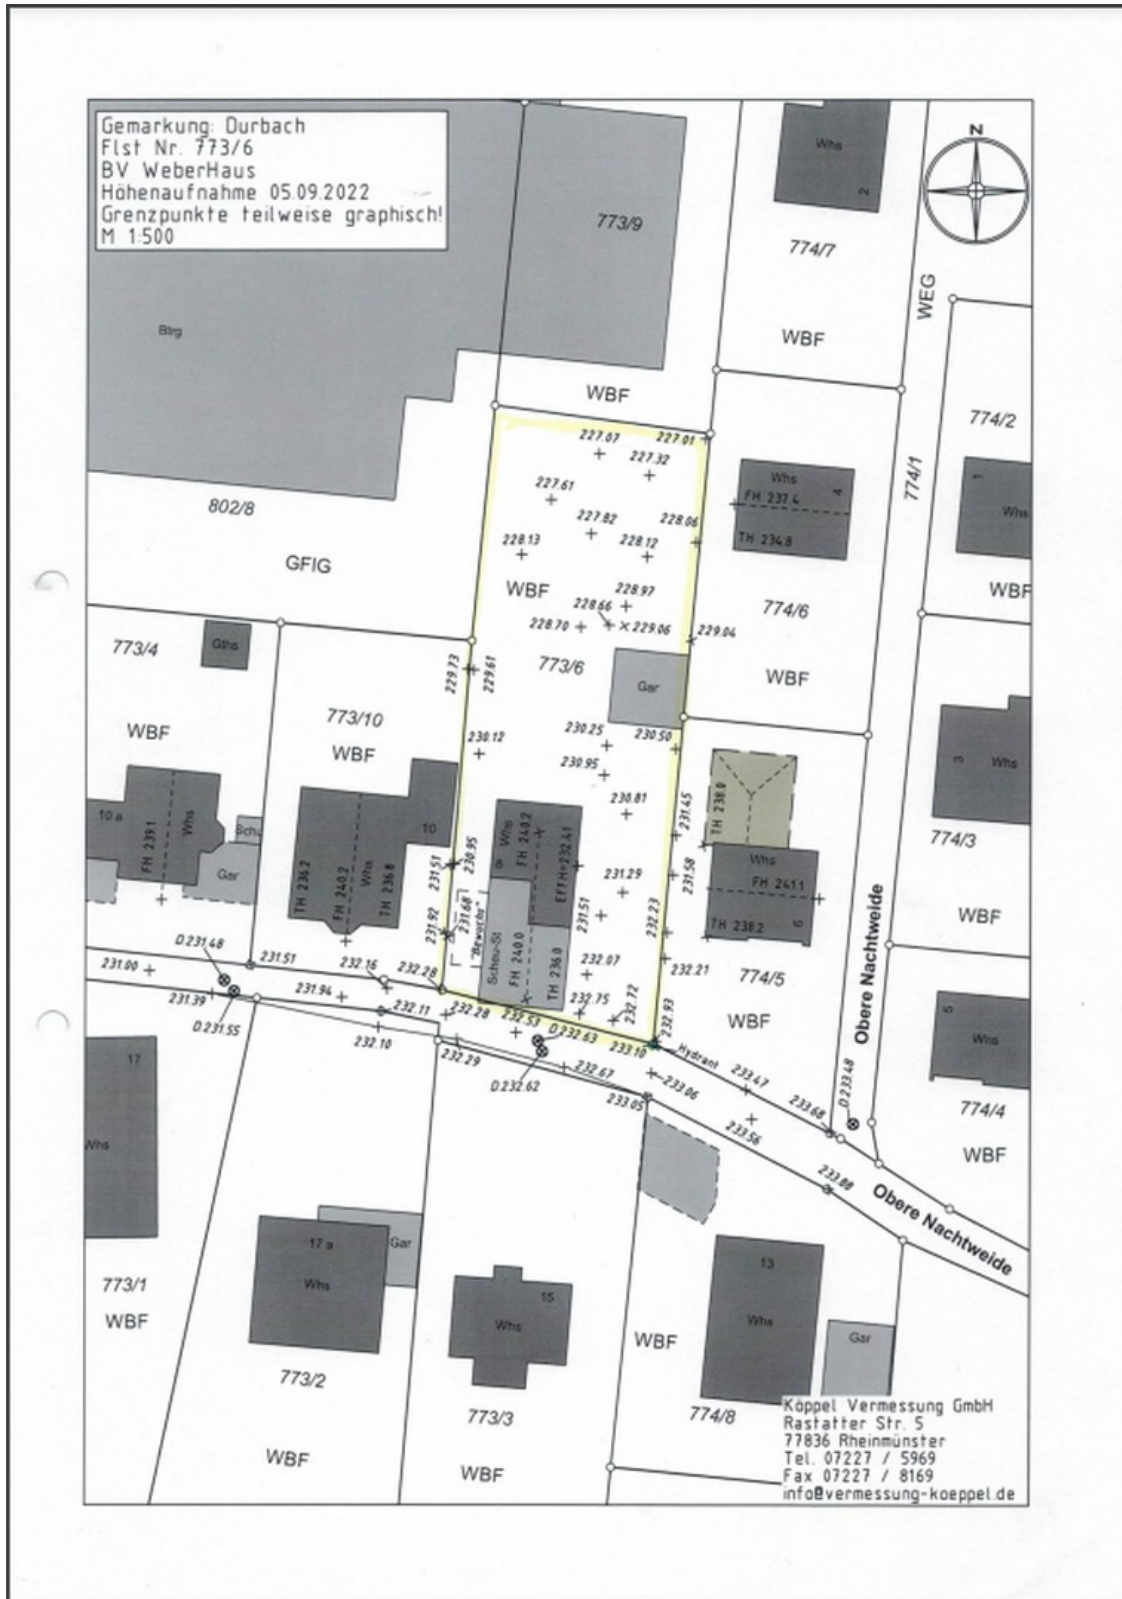 Gemarkung: Durbach
Flst Nr. 773/6
BV WeberHaus
Höhenaufnahme 05.09.2022
Grenzpunkte teilweise graphisch!
M 1:500
N
Whs
2
773/9
774/7
WEG
Btrg
WBF
WBF
774/2
227.07
227.01
227.32
774/1
Whs
4
1
FH 237.4
Whs
227.61
802/8
227.82
228.06
TH 234.8
228.13
228.12
GFIG
WBF
WBF
228.97
228.66
774/6
228.70
229.06
229.04
773/4
Gths
773/6
229.73
229.61
WBF
Gar
773/10
WBF
WBF
230.12
230.25
230.50
3
Whs
230.95
TH 238.0
10 a
FH 239.1
Whs
10
230.81
231.45
774/3
Schu
Whs
8
FH 240.2
EFFH=232.41
Whs
Gar
TH 236.2
FH 240.2
Whs
TH 236.8
231.51
230.95
231.29
231.58
FH 241.1
6
231.92
231.68
"Bewuchs"
231.51
232.23
TH 238.2
WBF
D.231.48
Scheu-St
FH 240.0
TH 236.0
231.00
231.51
232.16
232.28
232.07
232.21
774/5
Obere Nachtweide
231.39
231.94
232.11
232.28
232.75
232.72
232.93
WBF
5
Whs
D.231.55
232.10
232.29
232.53
D.232.63
233.10
Hydrant
D.232.62
232.67
233.06
233.47
D.233.48
17
233.05
233.68
774/4
233.56
WBF
Whs
233.88
Obere Nachtweide
17 a
Gar
13
773/1
Whs
15
WBF
Whs
WBF
Whs
Gar
773/2
773/3
774/8
WBF
WBF
Köppel Vermessung GmbH
Rastatter Str. 5
77836 Rheinmünster
Tel. 07227 / 5969
Fax 07227 / 8169
info@vermessung-koeppel.de